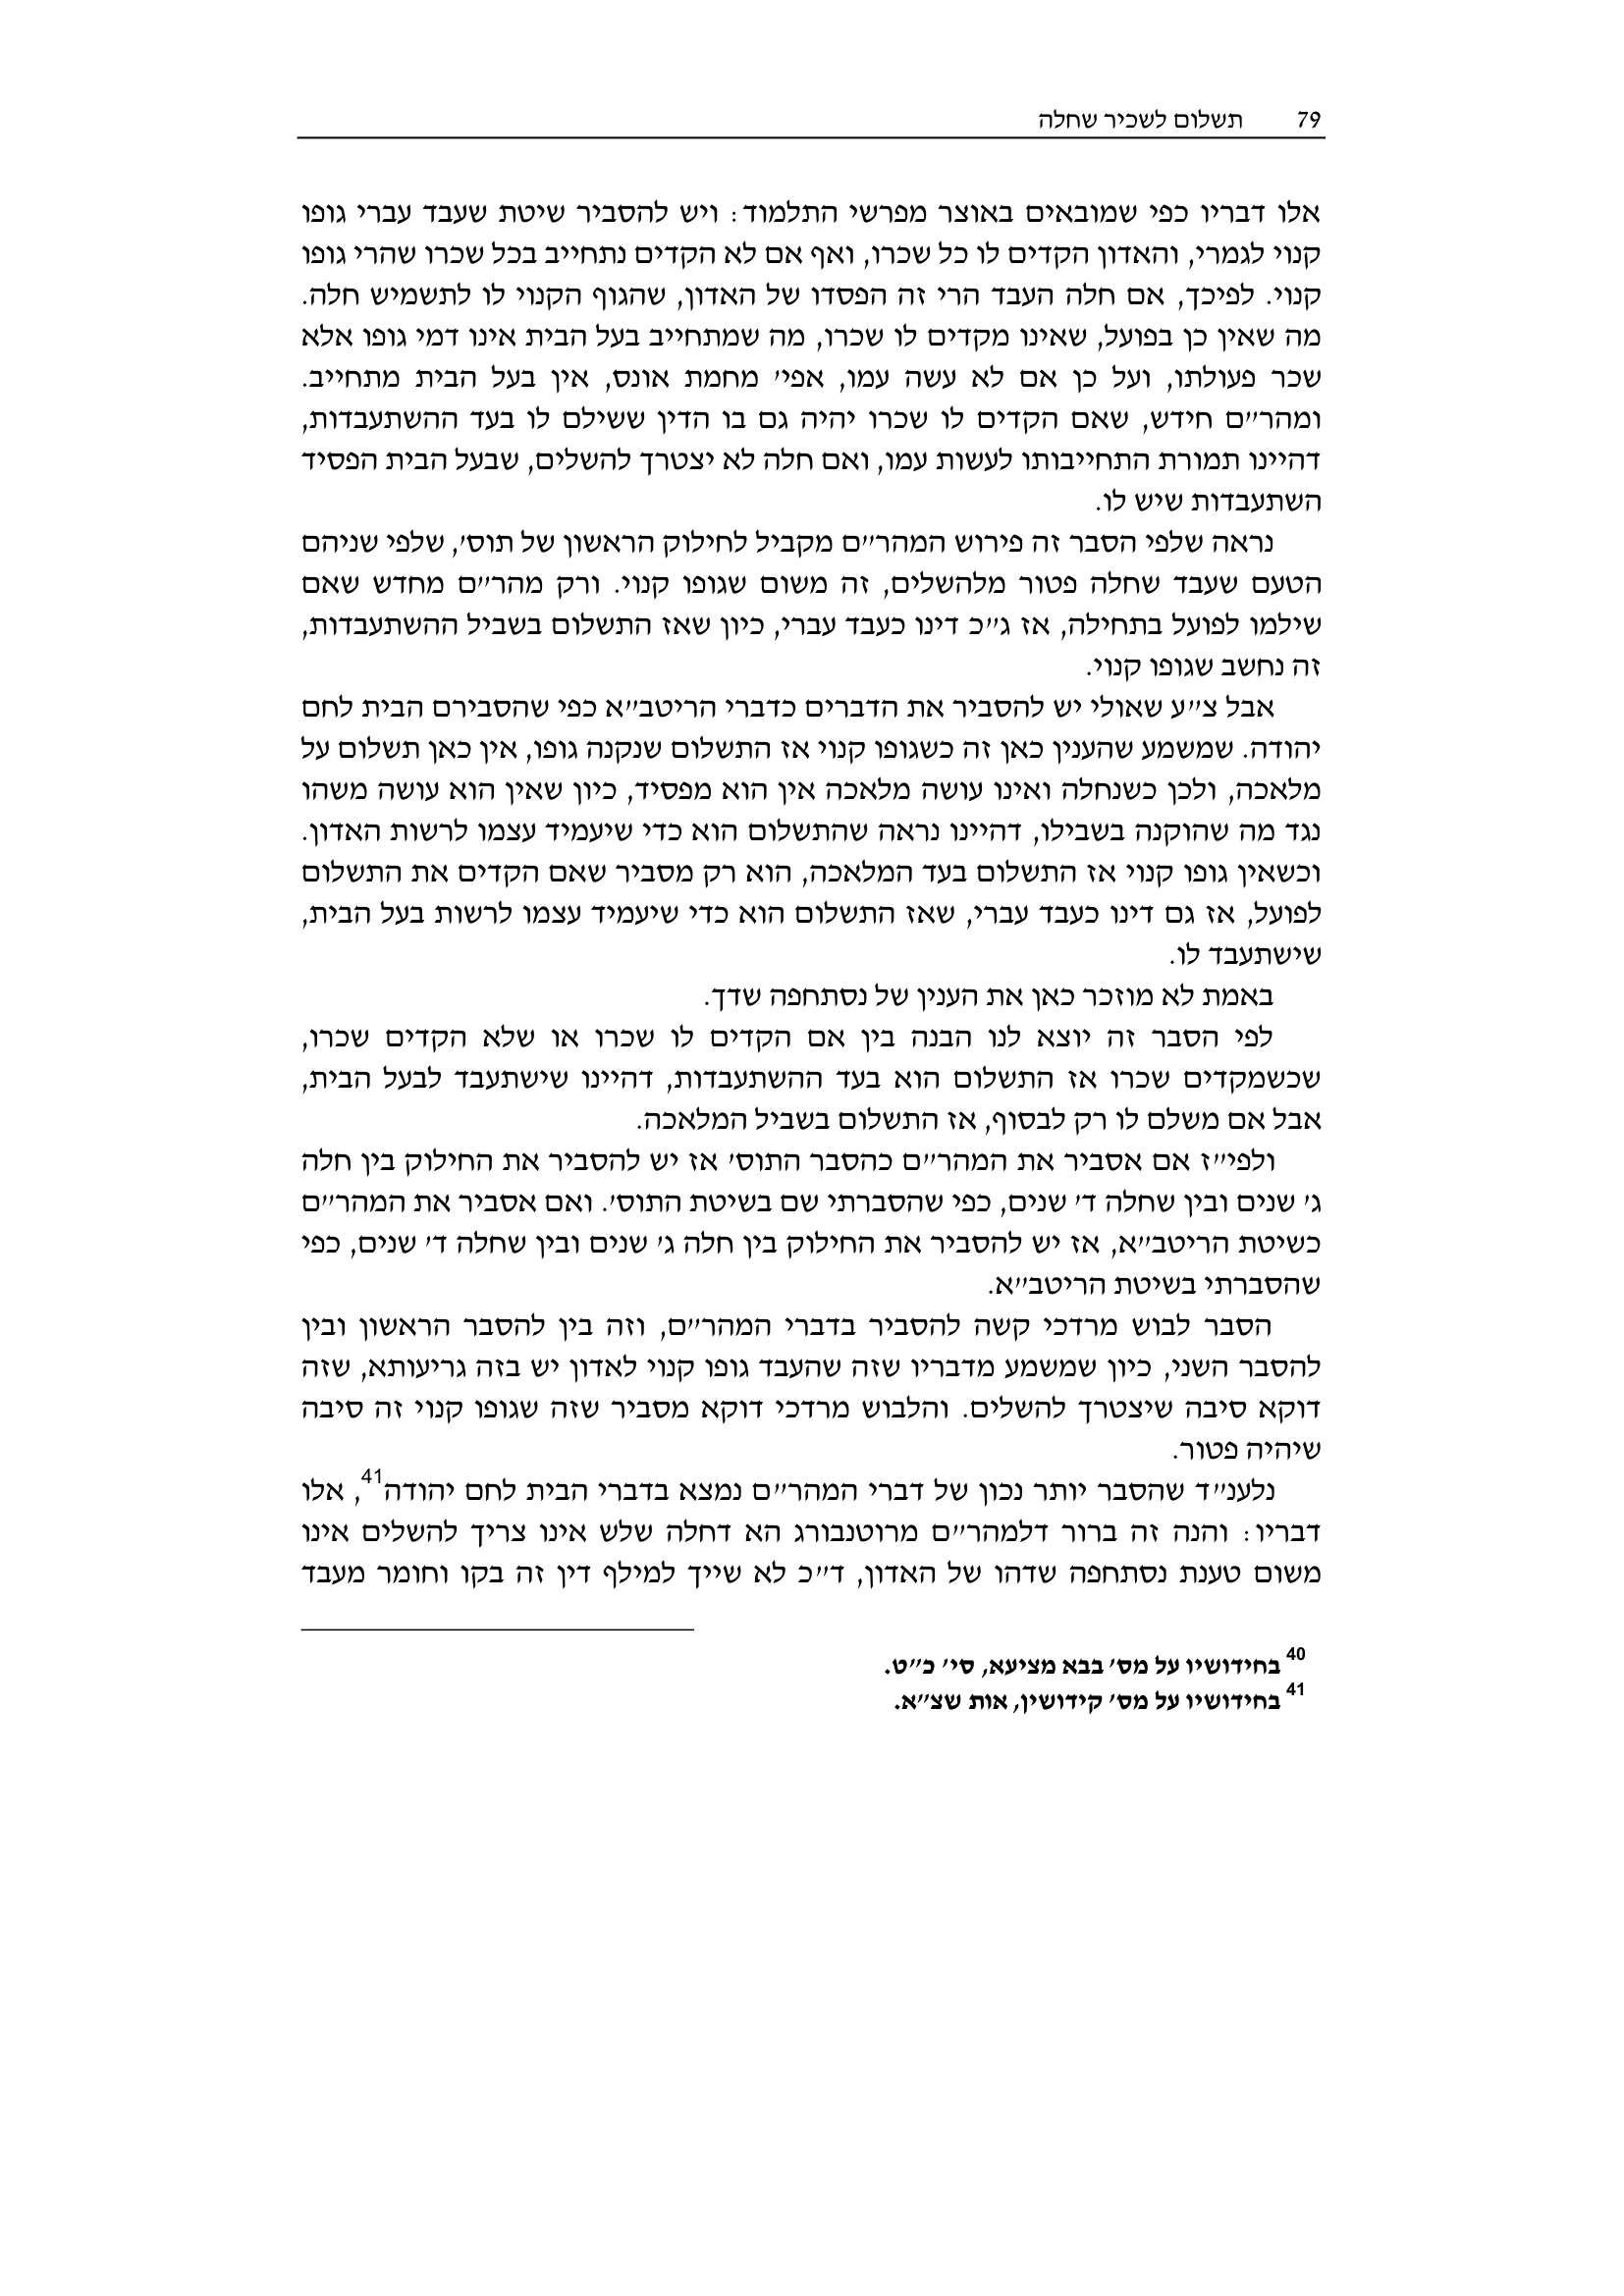 79 תשלום לשכיר שחלה
אלו דבריו כפי שמובאים באוצר מפרשי התלמוד: ויש להסביר שיטת שעבד עברי גופו
קנוי לגמרי, והאדון הקדים לו כל שכרו, ואף אם לא הקדים נתחייב בכל שכרו שהרי גופו
קנוי. לפיכך, אם חלה העבד הרי זה הפסדו של האדון, שהגוף הקנוי לו לתשמיש חלה.
מה שאין כן בפועל, שאינו מקדים לו שכרו, מה שמתחייב בעל הבית אינו דמי גופו אלא
שכר פעולתו, ועל כן אם לא עשה עמו, אפי׳ מחמת אונס, אין בעל הבית מתחייב.
ומהר״ם חידש, שאם הקדים לו שכרו יהיה גם בו הדין ששילם לו בעד ההשתעבדות,
דהיינו תמורת התחייבותו לעשות עמו, ואם חלה לא יצטרך להשלים, שבעל הבית הפסיד
השתעבדות שיש לו.
נראה שלפי הסבר זה פירוש המהר״ם מקביל לחילוק הראשון של תוס׳, שלפי שניהם
הטעם שעבד שחלה פטור מלהשלים, זה משום שגופו קנוי. ורק מהר״ם מחדש שאם
שילמו לפועל בתחילה, אז ג״כ דינו כעבד עברי, כיון שאז התשלום בשביל ההשתעבדות,
זה נחשב שגופו קנוי.
אבל צ״ע שאולי יש להסביר את הדברים כדברי הריטב״א כפי שהסבירם הבית לחם
יהודה. שמשמע שהענין כאן זה כשגופו קנוי אז התשלום שנקנה גופו, אין כאן תשלום על
מלאכה, ולכן כשנחלה ואינו עושה מלאכה אין הוא מפסיד, כיון שאין הוא עושה משהו
נגד מה שהוקנה בשבילו, דהיינו נראה שהתשלום הוא כדי שיעמיד עצמו לרשות האדון.
וכשאין גופו קנוי אז התשלום בעד המלאכה, הוא רק מסביר שאם הקדים את התשלום
לפועל, אז גם דינו כעבד עברי, שאז התשלום הוא כדי שיעמיד עצמו לרשות בעל הבית,
שישתעבד לו.
באמת לא מוזכר כאן את הענין של נסתחפה שדך.
לפי הסבר זה יוצא לנו הבנה בין אם הקדים לו שכרו או שלא הקדים שכרו,
שכשמקדים שכרו אז התשלום הוא בעד ההשתעבדות, דהיינו שישתעבד לבעל הבית,
אבל אם משלם לו רק לבסוף, אז התשלום בשביל המלאכה.
ולפי״ז אם אסביר את המהר״ם כהסבר התוס׳ אז יש להסביר את החילוק בין חלה
ג׳ שנים ובין שחלה ד׳ שנים, כפי שהסברתי שם בשיטת התוס׳. ואם אסביר את המהר״ם
כשיטת הריטב״א, אז יש להסביר את החילוק בין חלה ג׳ שנים ובין שחלה ד׳ שנים, כפי
שהסברתי בשיטת הריטב״א.
הסבר לבוש מרדכי קשה להסביר בדברי המהר״ם, וזה בין להסבר הראשון ובין
להסבר השני, כיון שמשמע מדבריו שזה שהעבד גופו קנוי לאדון יש בזה גריעותא, שזה
דוקא סיבה שיצטרך להשלים. והלבוש מרדכי דוקא מסביר שזה שגופו קנוי זה סיבה
שיהיה פטור.
נלענ״ד שהסבר יותר נכון של דברי המהר״ם נמצא בדברי הבית לחם יהודה41, אלו
דבריו: והנה זה ברור דלמהר״ם מרוטנבורג הא דחלה שלש אינו צריך להשלים אינו
משום טענת נסתחפה שדהו של האדון, ד״כ לא שייך למילף דין זה בקו וחומר מעבד
40 בחידושיו על מס׳ בבא מציעא, סי׳ כ״ט.
41 בחידושיו על מס׳ קידושין, אות שצ״א.